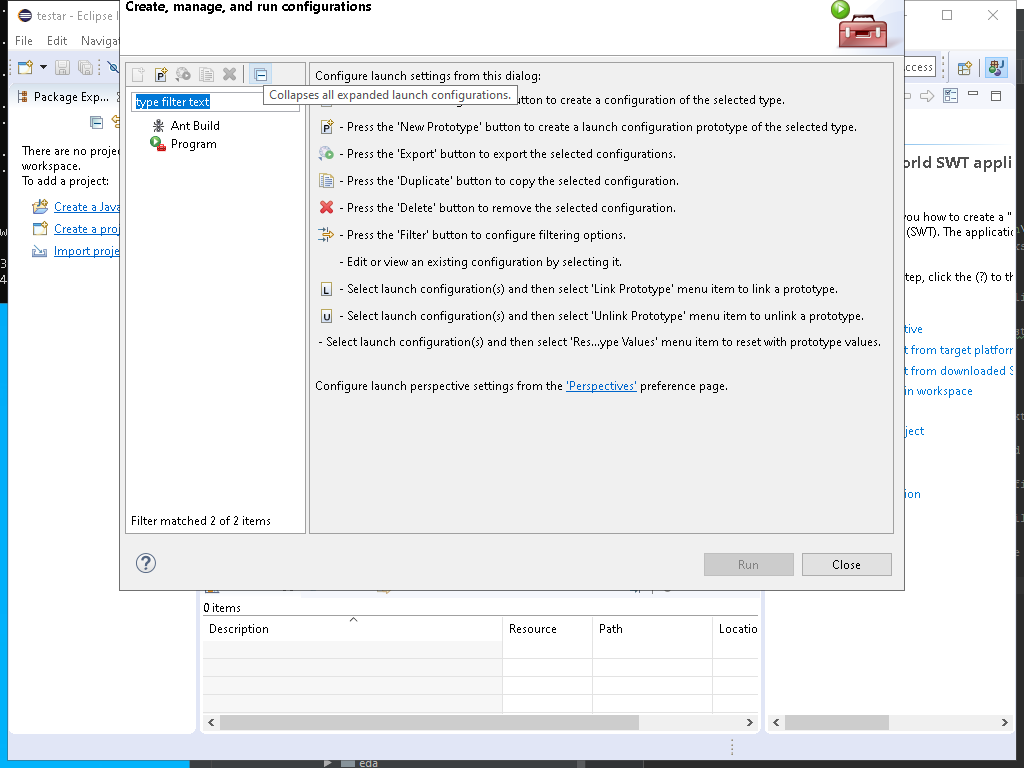 Create, manage, and run configurations
testar - Eclipse I
File Edit Navigat
Package Exp...
There are no proje
workspace.
To add a project:
Create a Java
Create a proj
Import proje
type filter text
Ant Build
Program
Filter matched 2 of 2 items
Configure launch settings from this dialog:
Collapses all expanded launch configurations.
utton to create a configuration of the selected type.
- Press the 'New Prototype' button to create a launch configuration prototype of the selected type.
- Press the 'Export' button to export the selected configurations.
- Press the 'Duplicate' button to copy the selected configuration.
- Press the 'Delete' button to remove the selected configuration.
- Press the 'Filter' button to configure filtering options.
- Edit or view an existing configuration by selecting it.
L - Select launch configuration(s) and then select 'Link Prototype' menu item to link a prototype.
U - Select launch configuration(s) and then select 'Unlink Prototype' menu item to unlink a prototype.
- Select launch configuration(s) and then select 'Res...ype Values' menu item to reset with prototype values.
Configure launch perspective settings from the 'Perspectives' preference page.
Run
Close
ccess
orld SWT appli
you how to create a "
(SWT). The applicatio
tep, click the (?) to th
tive
t from target platform
t from downloaded S
in workspace
ject
ion
0 items
Description Resource Path Locatio
eda